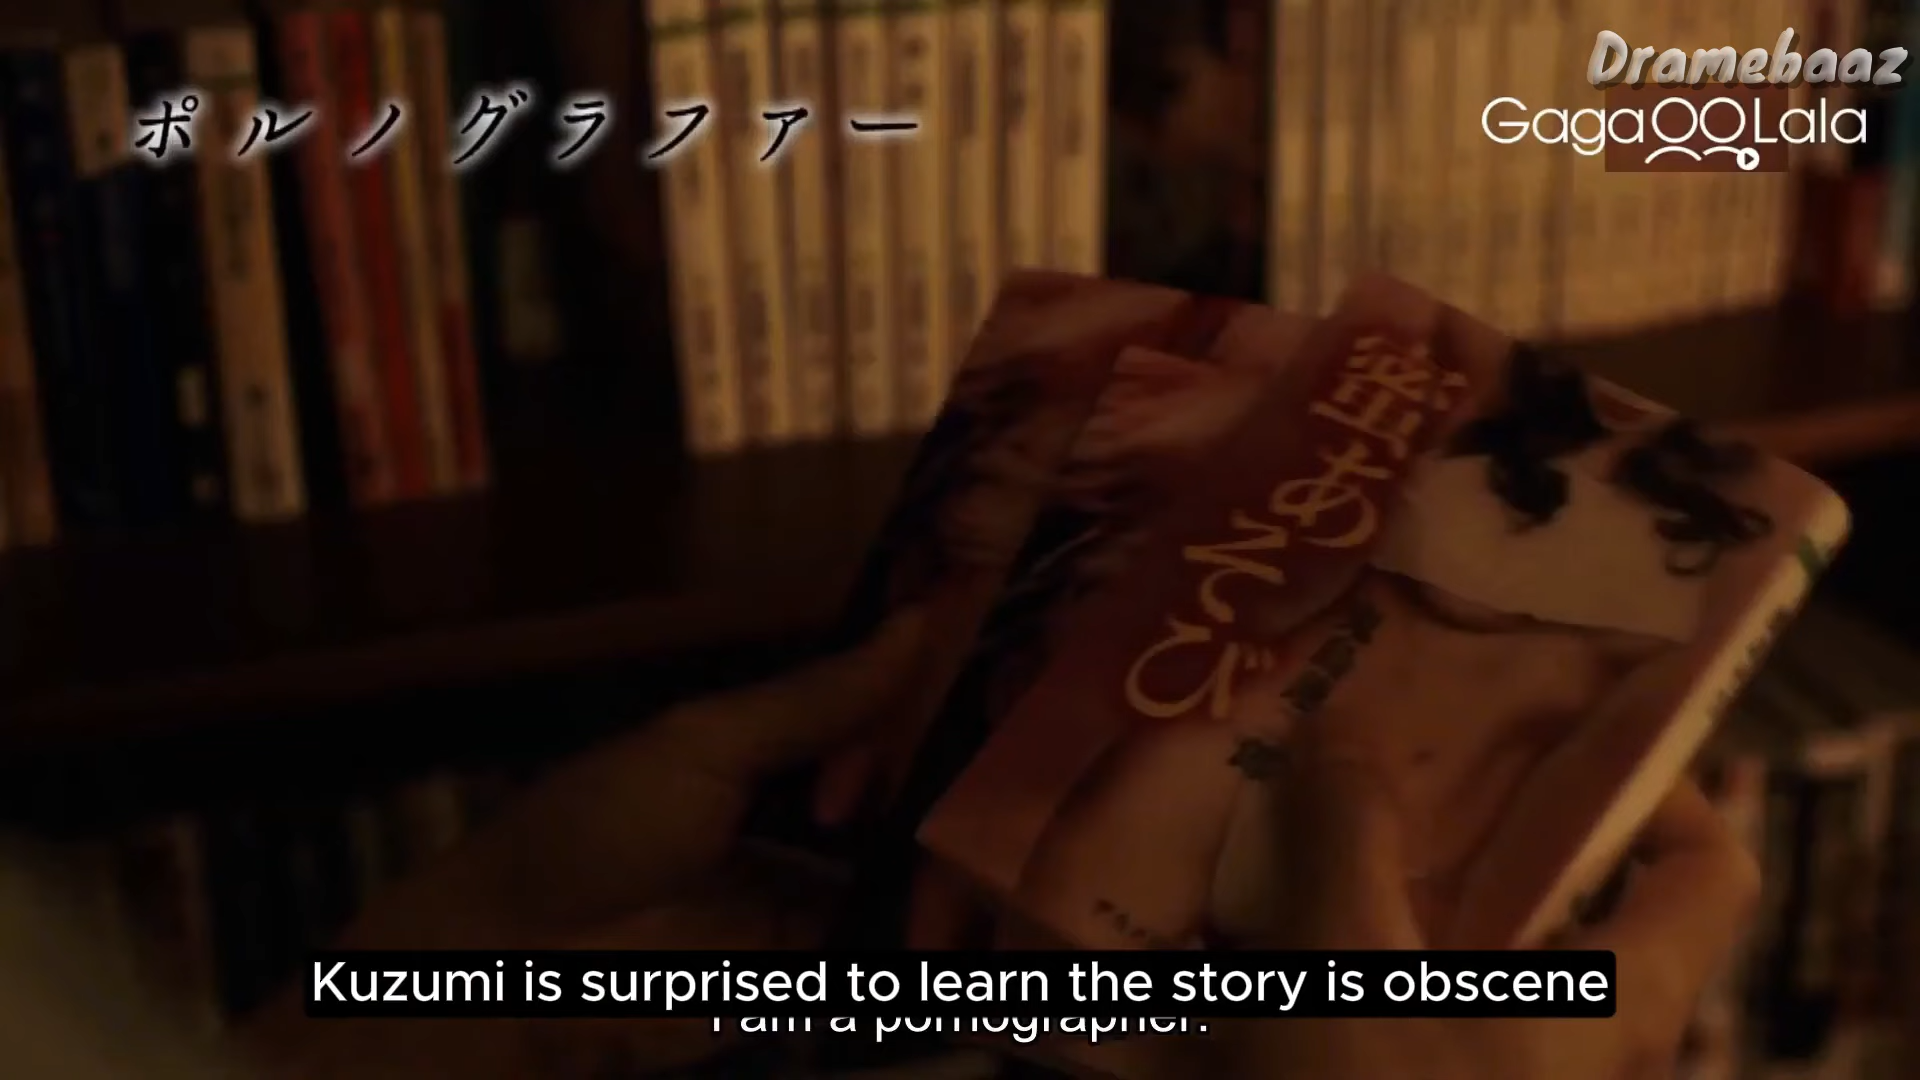 Dramebaaz
ポルノグラファー
GagaOOLala
蜜あそび
Kuzumi is surprised to learn the story is obscene
I am a pornographer.